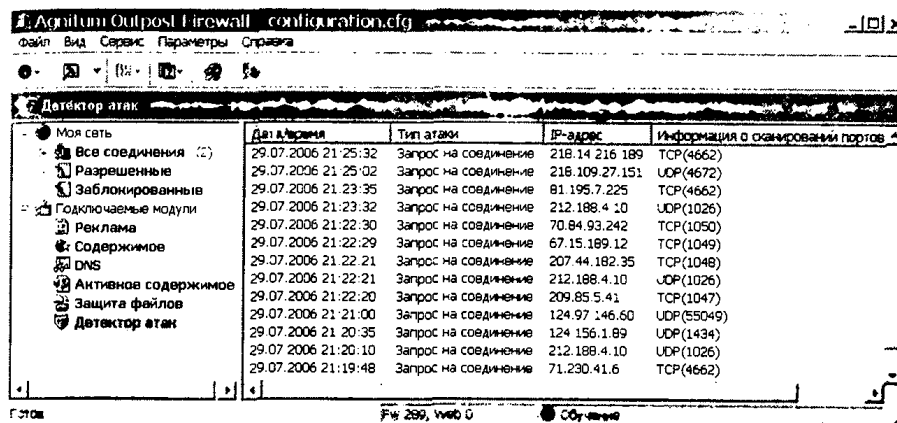 Agnitum Outpost Firewall configuration.cfg
Файл Вид Сервис Параметры Справка
Детектор атак
Моя сеть
Все соединения (2)
Разрешенные
Заблокированные
Подключаемые модули
Реклама
Содержимое
DNS
Активное содержимое
Защита файлов
Детектор атак
Дата/время Тип атаки IP-адрес Информация о сканировании портов
29.07.2006 21:25:32 Запрос на соединение 218.14.216.189 TCP(4662)
29.07.2006 21:25:02 Запрос на соединение 218.109.27.151 UDP(4672)
29.07.2006 21:23:35 Запрос на соединение 81.195.7.225 TCP(4662)
29.07.2006 21:23:32 Запрос на соединение 212.188.4.10 UDP(1026)
29.07.2006 21:22:30 Запрос на соединение 70.84.93.242 TCP(1050)
29.07.2006 21:22:29 Запрос на соединение 67.15.189.12 TCP(1049)
29.07.2006 21:22:21 Запрос на соединение 207.44.182.35 TCP(1048)
29.07.2006 21:22:21 Запрос на соединение 212.188.4.10 UDP(1026)
29.07.2006 21:22:20 Запрос на соединение 209.85.5.41 TCP(1047)
29.07.2006 21:21:00 Запрос на соединение 124.97.146.60 UDP(55049)
29.07.2006 21:20:35 Запрос на соединение 124.156.1.89 UDP(1434)
29.07.2006 21:20:10 Запрос на соединение 212.188.4.10 UDP(1026)
29.07.2006 21:19:48 Запрос на соединение 71.230.41.6 TCP(4662)
Готов FW 289, Web 0 Обучение